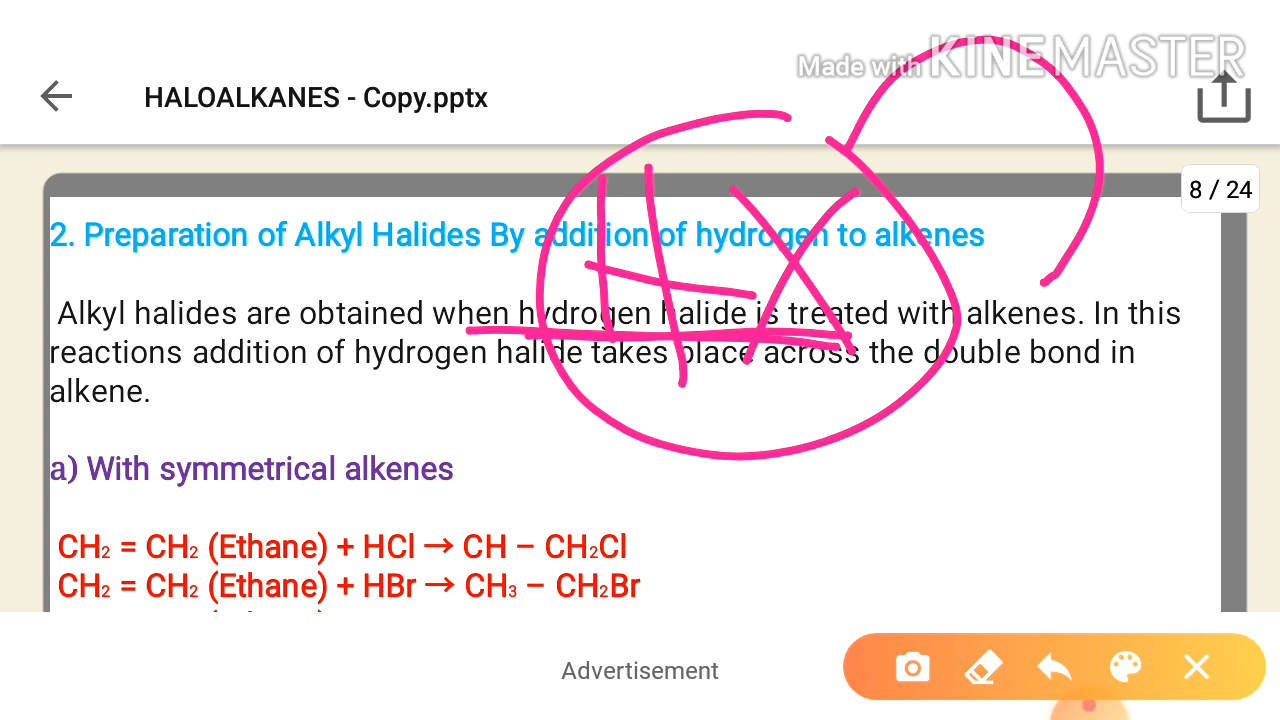 Made with KINEMASTER
HALOALKANES - Copy.pptx
8 / 24
2. Preparation of Alkyl Halides By addition of hydrogen to alkenes
HX
Alkyl halides are obtained when hydrogen halide is treated with alkenes. In this
reactions addition of hydrogen halide takes place across the double bond in
alkene.
a) With symmetrical alkenes
CH₂ = CH₂ (Ethane) + HCl → CH – CH₂Cl
CH₂ = CH₂ (Ethane) + HBr → CH₃ – CH₂Br
Advertisement